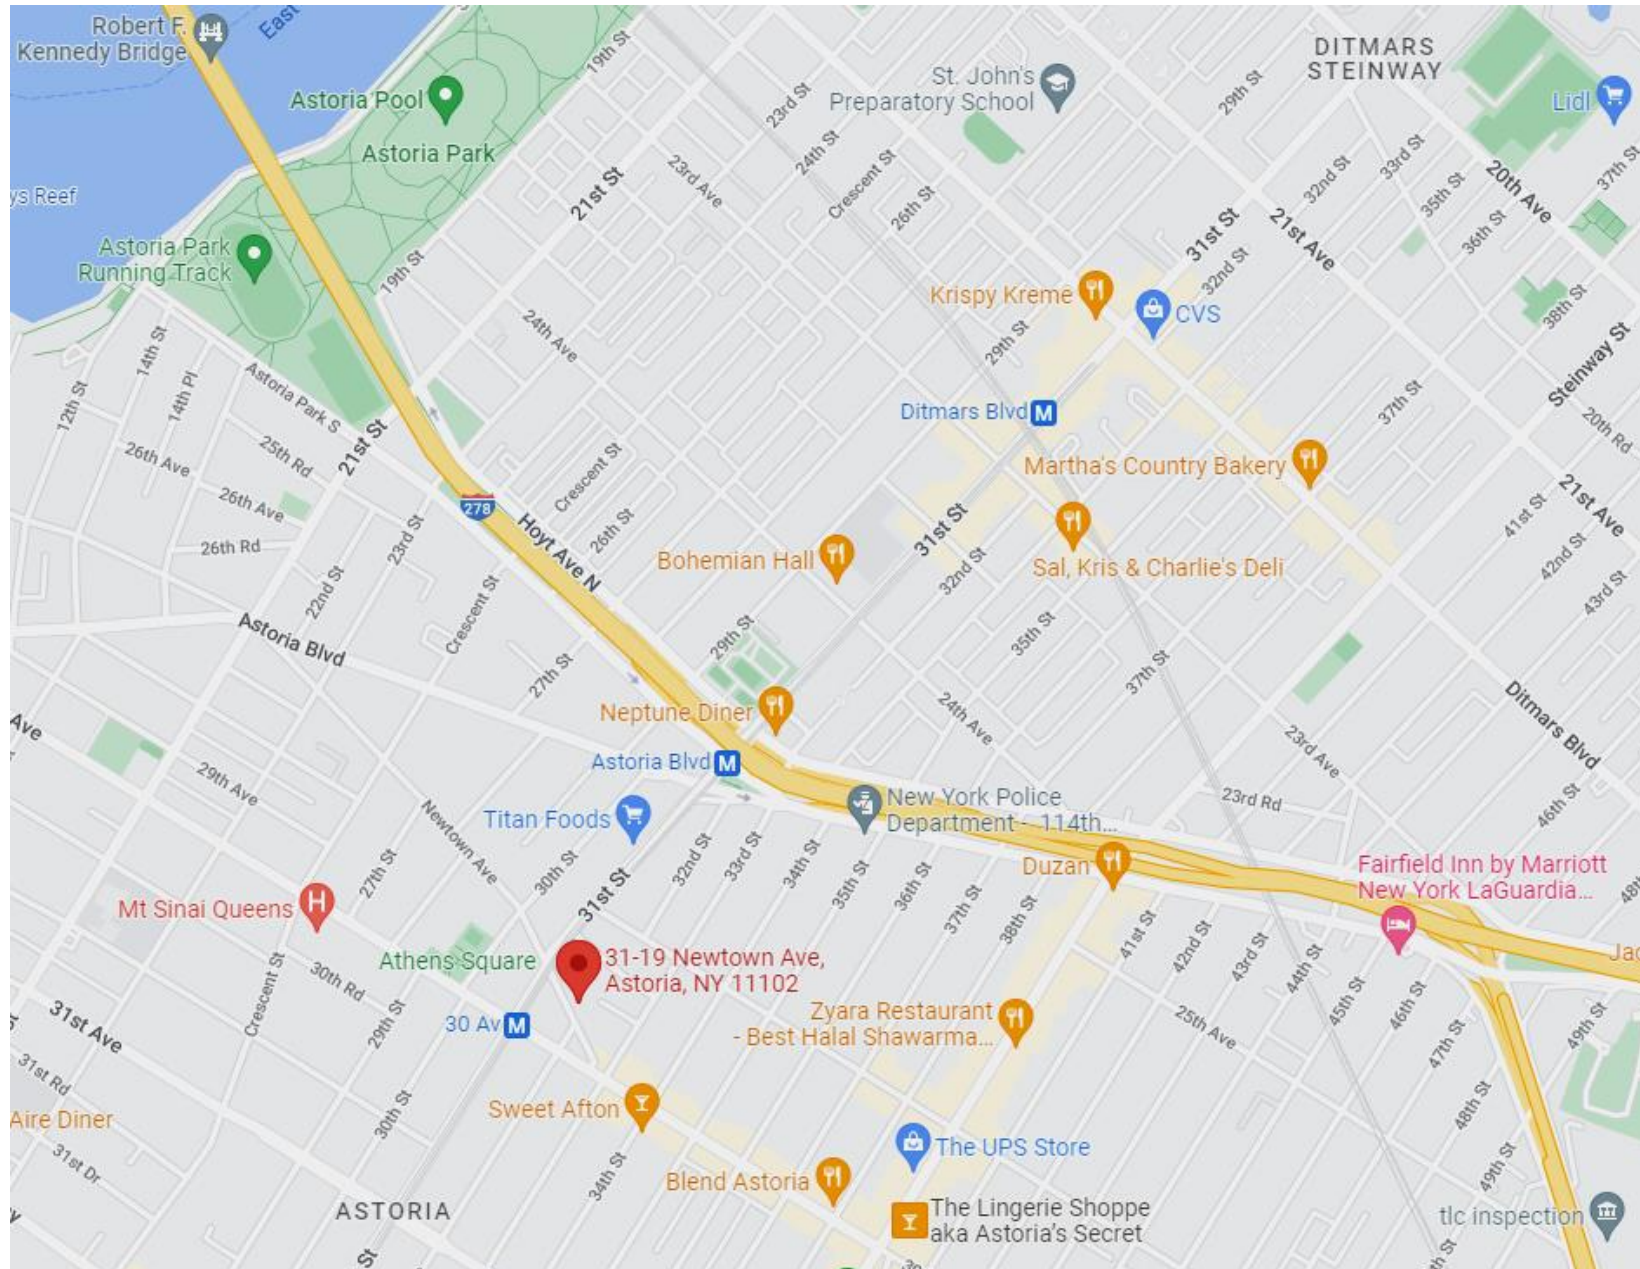 Robert F.
Kennedy Bridge
East
19th St
Astoria Pool
Astoria Park
St. John's
Preparatory School
DITMARS
STEINWAY
29th St
Lidl
23rd St
24th St
Crescent St
23rd Ave
26th St
21st St
ys Reef
32nd St
33rd St
35th St
20th Ave
37th St
36th St
31st St
21st Ave
32nd St
Astoria Park
Running Track
19th St
Krispy Kreme
CVS
38th St
29th St
24th Ave
Steinway St
14th St
14th Pl
12th St
Astoria Park S
Ditmars Blvd M
37th St
20th Rd
21st St
25th Rd
26th Ave
26th Ave
26th Rd
Crescent St
26th St
Martha's Country Bakery
21st Ave
41st St
42nd St
43rd St
278
Hoyt Ave N
23rd St
22nd St
31st St
Bohemian Hall
Sal, Kris & Charlie's Deli
32nd St
Crescent St
Astoria Blvd
27th St
29th St
35th St
37th St
24th Ave
Ditmars Blvd
23rd Ave
Ave
Neptune Diner
Astoria Blvd M
29th Ave
Newtown Ave
Titan Foods
New York Police
Department - 114th...
23rd Rd
46th St
Duzan
Fairfield Inn by Marriott
New York LaGuardia...
48th
27th St
30th St
31st St
32nd St
33rd St
34th St
35th St
36th St
37th St
38th St
41st St
42nd St
43rd St
44th St
45th St
46th St
47th St
49th St
Mt Sinai Queens
H
Jac
Athens Square
31-19 Newtown Ave,
Astoria, NY 11102
30th Rd
Crescent St
29th St
30 Av M
Zyara Restaurant
- Best Halal Shawarma...
25th Ave
31st Ave
31st Rd
Aire Diner
31st Dr
30th St
Sweet Afton
The UPS Store
48th St
49th St
34th St
Blend Astoria
ASTORIA
The Lingerie Shoppe
aka Astoria's Secret
tlc inspection
St
th St